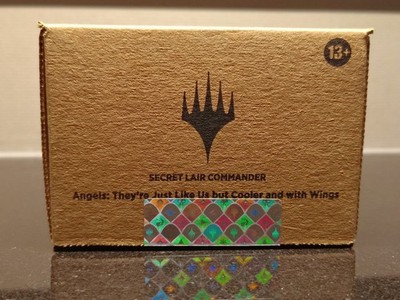 13+
SECRET LAIR COMMANDER
Angels: They're Just Like Us but Cooler and with Wings